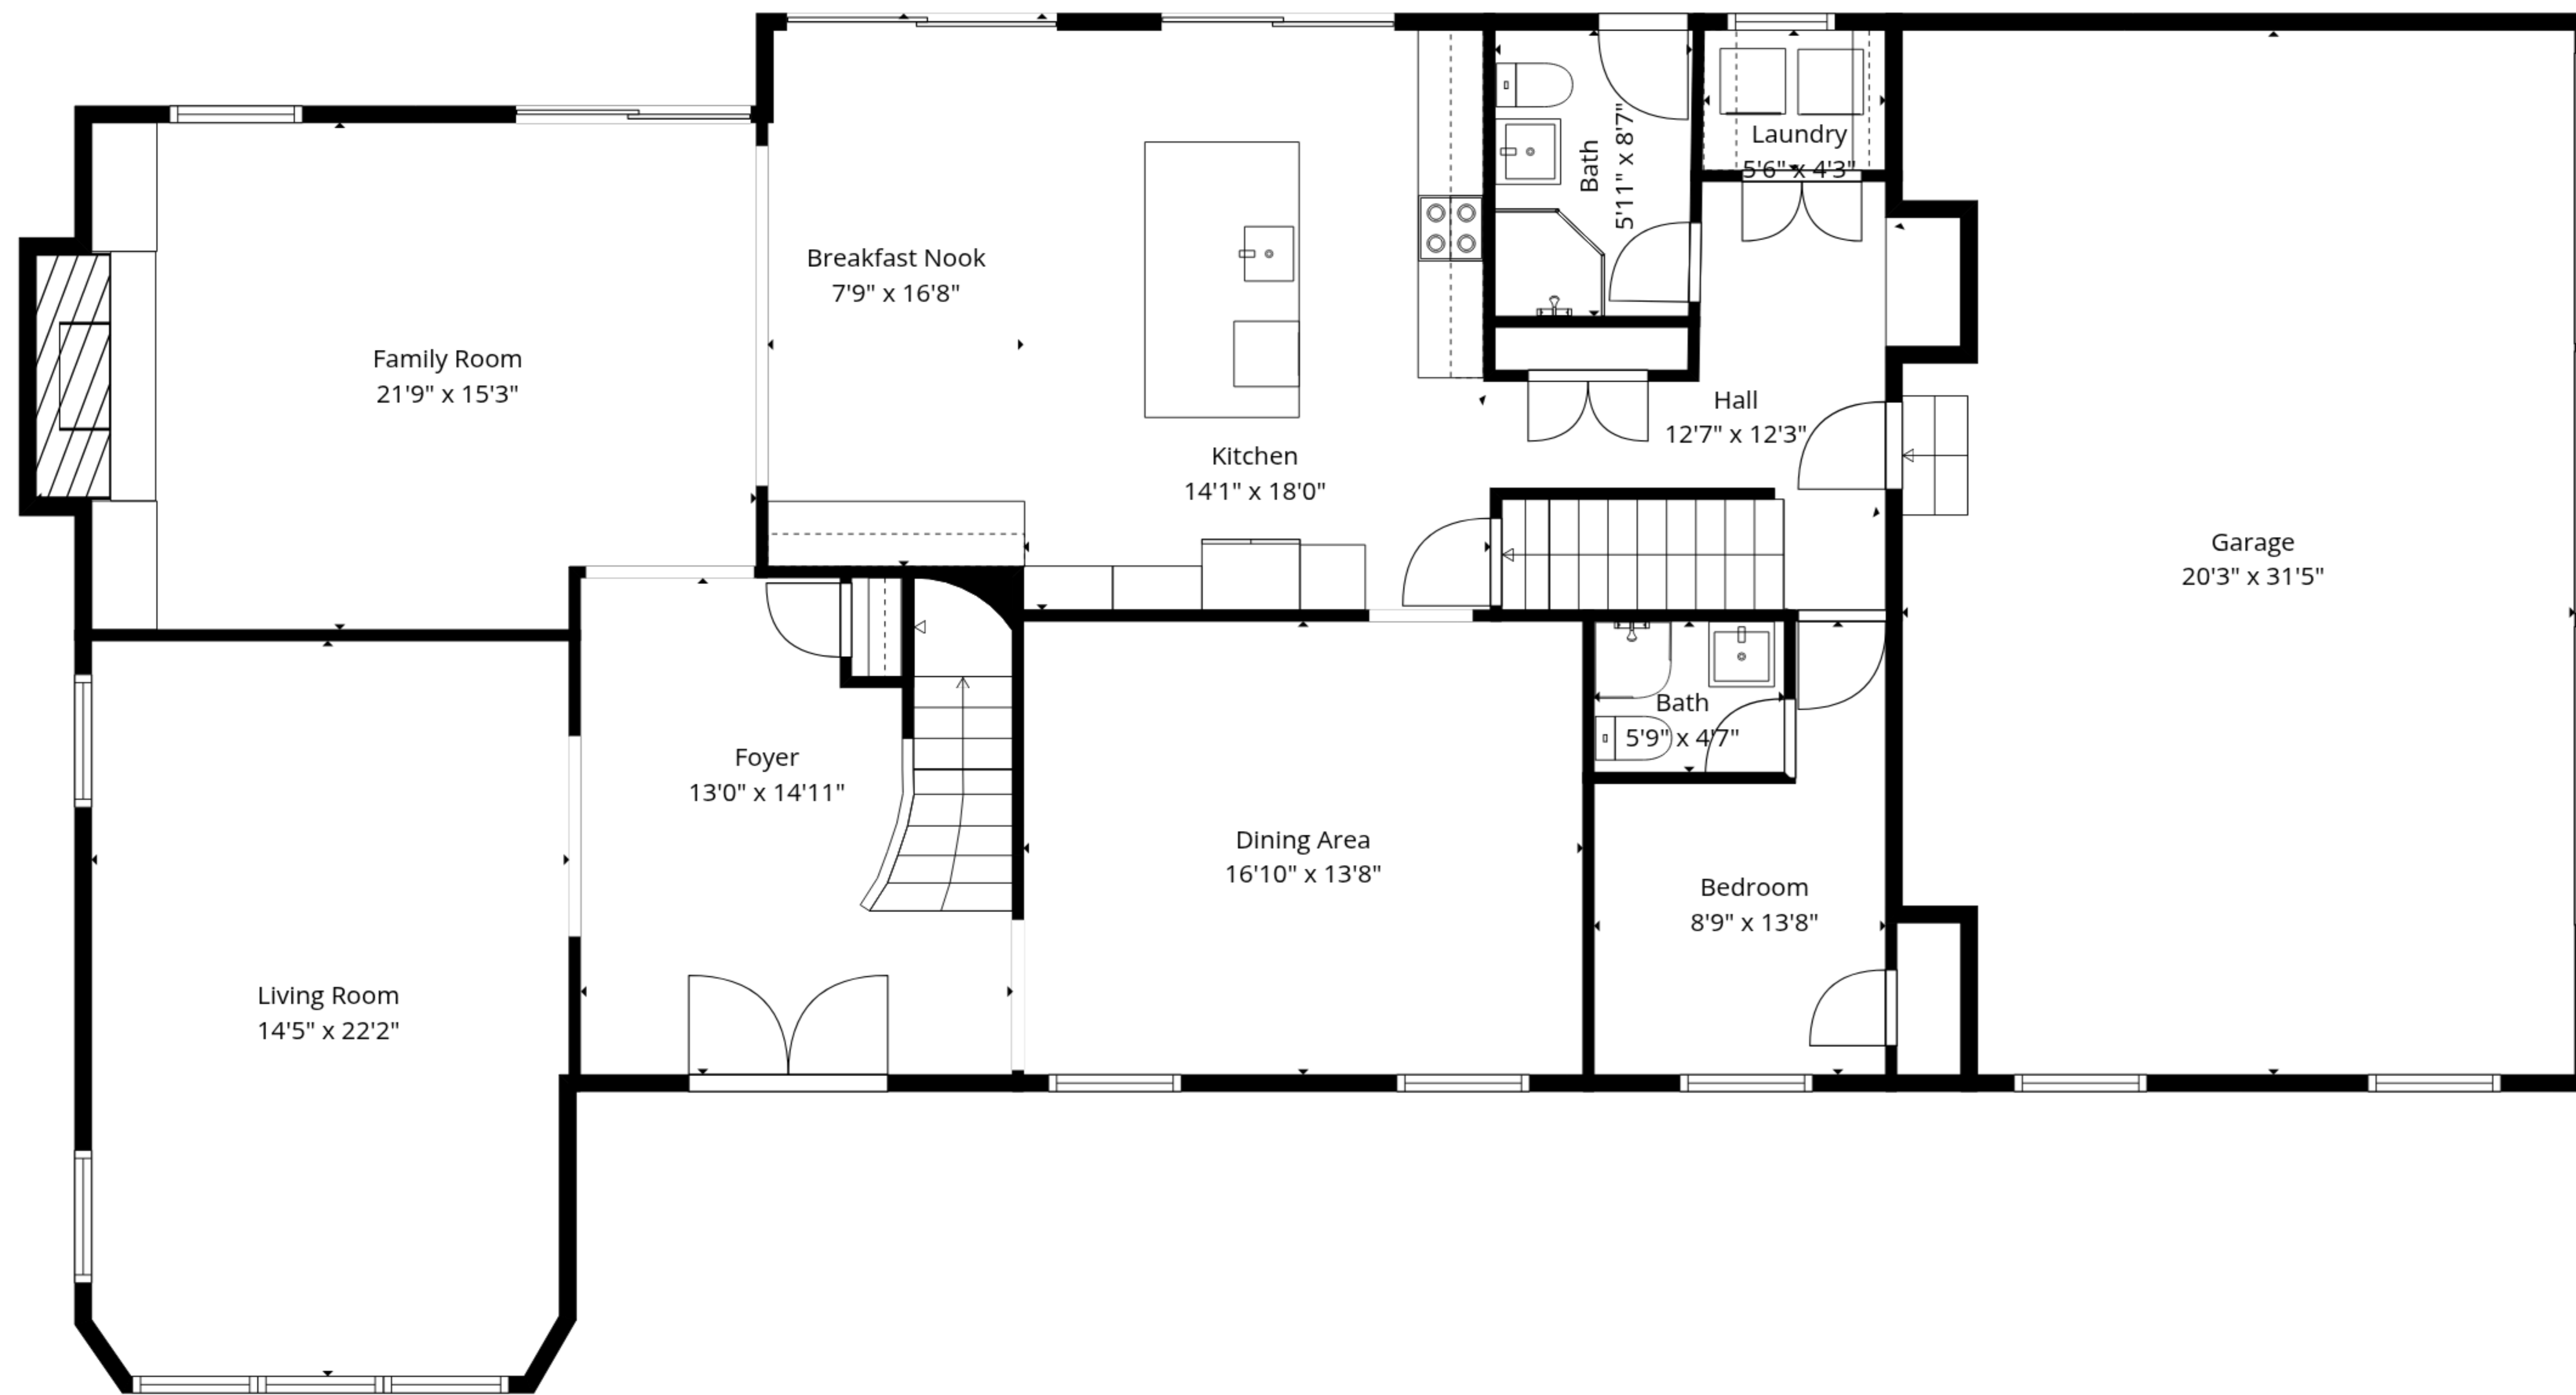 Laundry
5'6" x 4'3"
Bath
5'11" x 8'7"
Breakfast Nook
7'9" x 16'8"
Family Room
21'9" x 15'3"
Hall
12'7" x 12'3"
Kitchen
14'1" x 18'0"
Garage
20'3" x 31'5"
Bath
5'9" x 4'7"
Foyer
13'0" x 14'11"
Dining Area
16'10" x 13'8"
Bedroom
8'9" x 13'8"
Living Room
14'5" x 22'2"